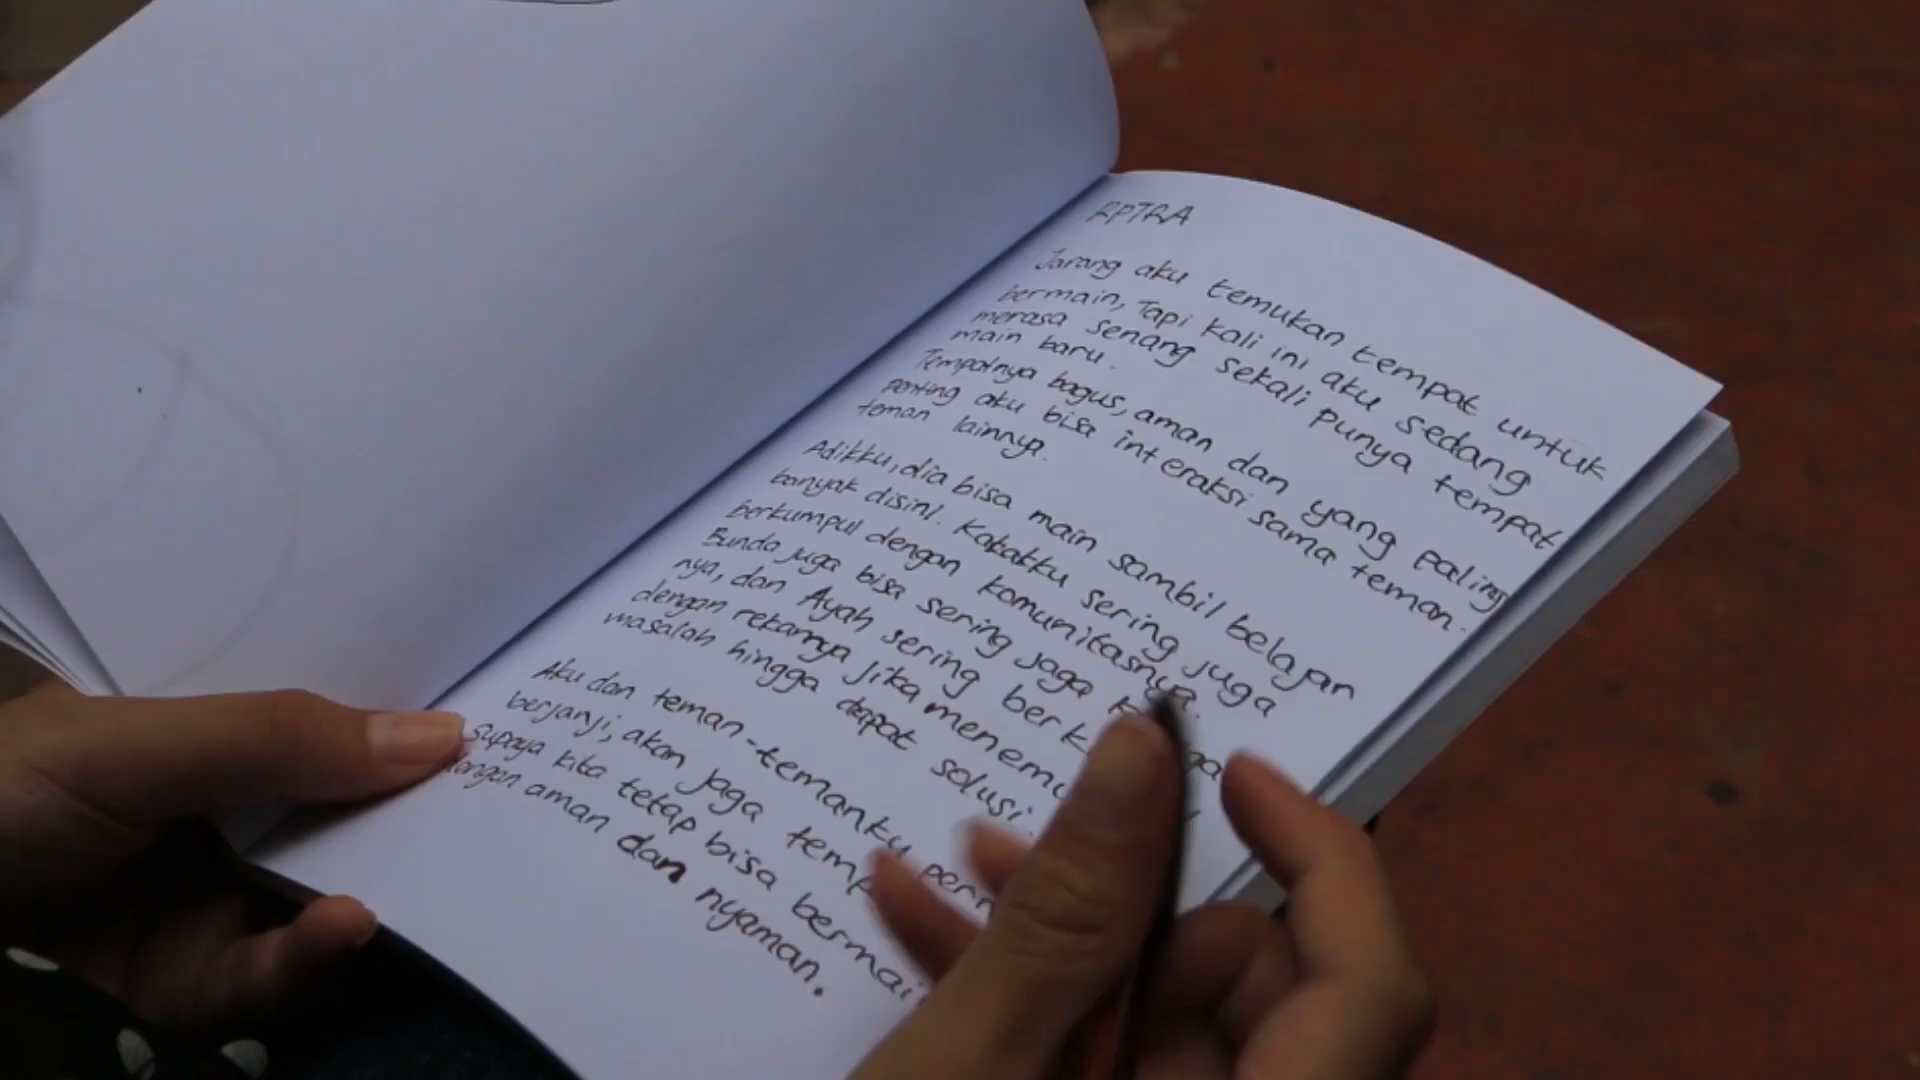 RPTRA
Jarang aku temukan tempat untuk
bermain, Tapi kali ini aku sedang
merasa senang sekali punya tempat
main baru.
Tempatnya bagus, aman dan yang paling
penting aku bisa interaksi sama teman-
teman lainnya.
Adikku, dia bisa main sambil belajar
banyak disini. Kakakku sering juga
berkumpul dengan komunitasnya.
Bunda juga bisa sering jaga
nya, dan Ayah sering
dengan rekannya jika
masalah hingga dapat solusi.
Aku dan teman-temanku
berjanji, akan jaga
supaya kita tetap bisa
dengan aman dan nyaman.